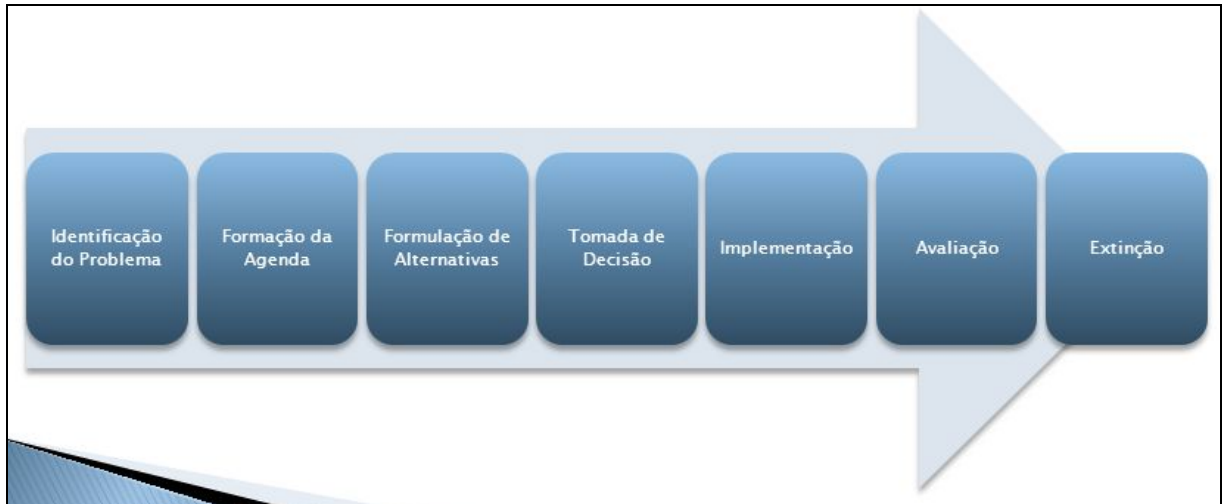 Identificação
do Problema
Formação da
Agenda
Formulação de
Alternativas
Tomada de
Decisão
Implementação
Avaliação
Extinção